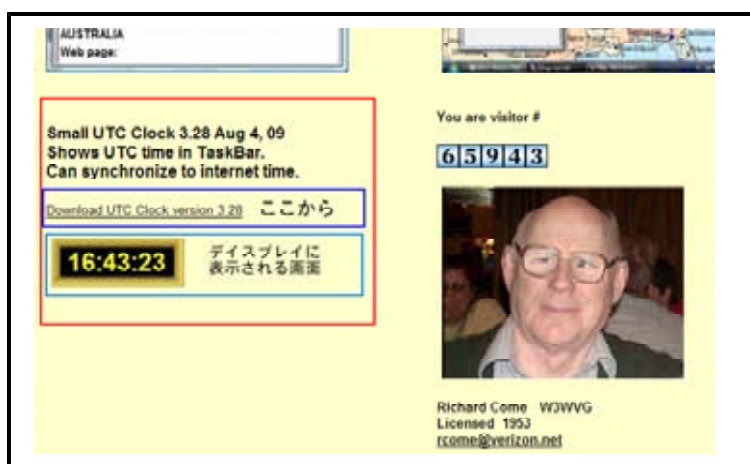 AUSTRALIA
Web page:
Small UTC Clock 3.28 Aug 4, 09
Shows UTC time in TaskBar.
Can synchronize to internet time.
Download UTC Clock version 3.28 ここから
16:43:23
デイスプレイに
表示される画面
You are visitor #
65943
Richard Come W3WVG
Licensed 1953
rcome@verizon.net